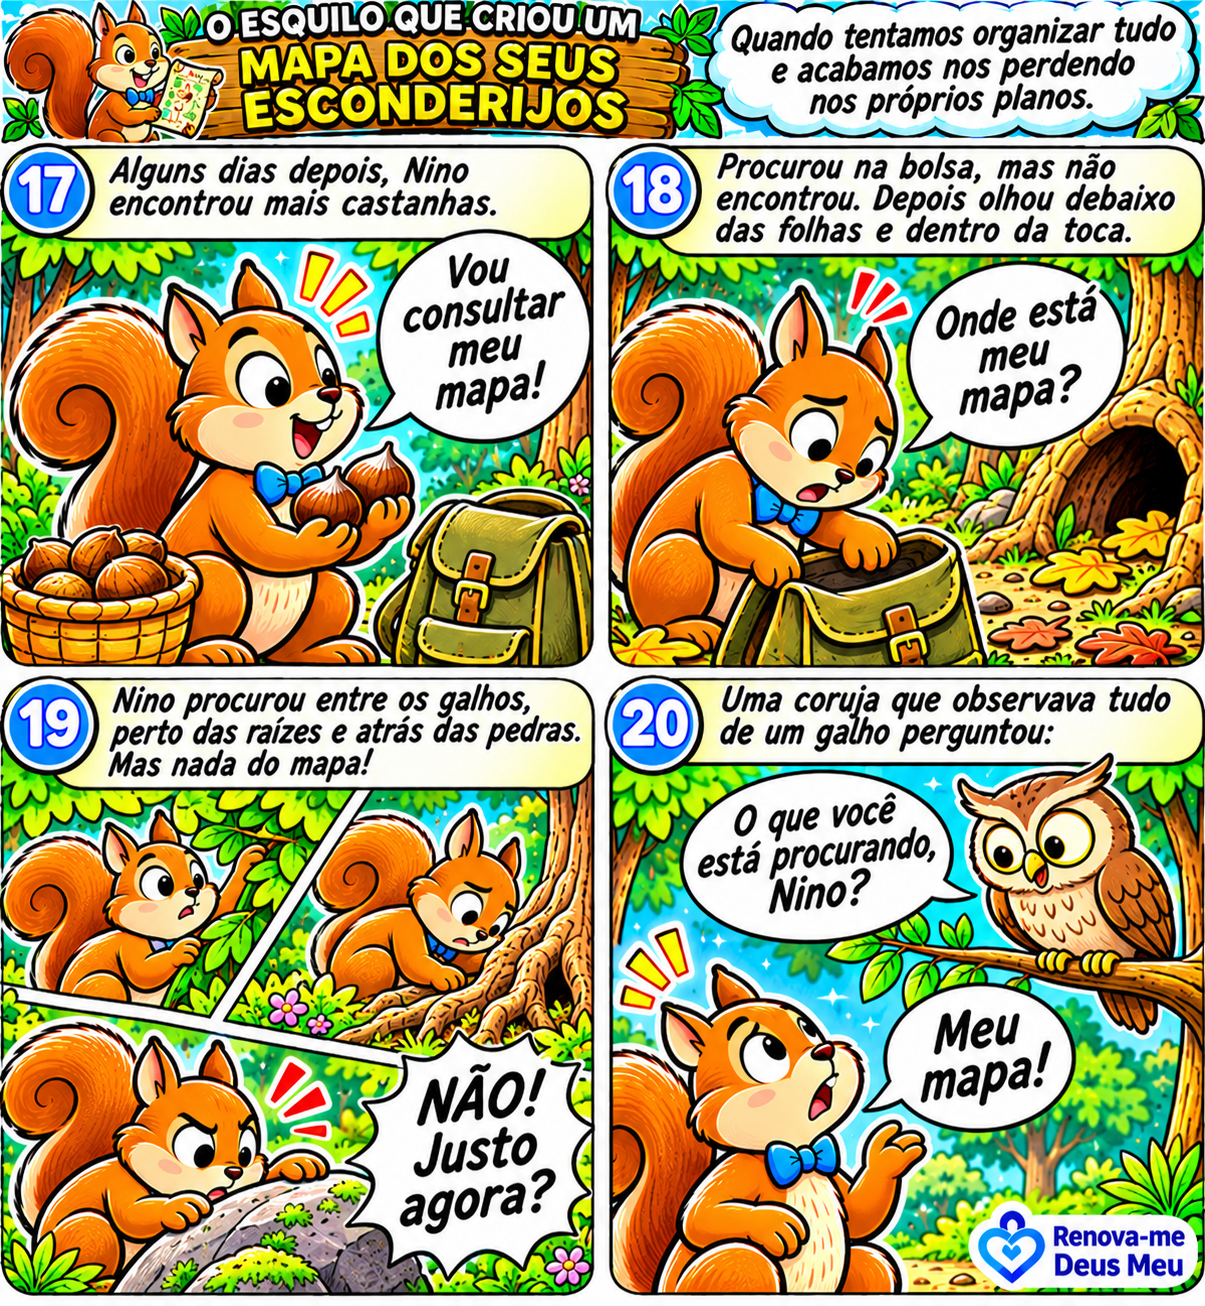 O ESQUILO QUE CRIOU UM
MAPA DOS SEUS
ESCONDERIJOS
Quando tentamos organizar tudo
e acabamos nos perdendo
nos próprios planos.
17
Alguns dias depois, Nino
encontrou mais castanhas.
Vou
consultar
meu
mapa!
18
Procurou na bolsa, mas não
encontrou. Depois olhou debaixo
das folhas e dentro da toca.
Onde está
meu
mapa?
19
Nino procurou entre os galhos,
perto das raízes e atrás das pedras.
Mas nada do mapa!
NÃO!
Justo
agora?
20
Uma coruja que observava tudo
de um galho perguntou:
O que você
está procurando,
Nino?
Meu
mapa!
Renova-me
Deus Meu